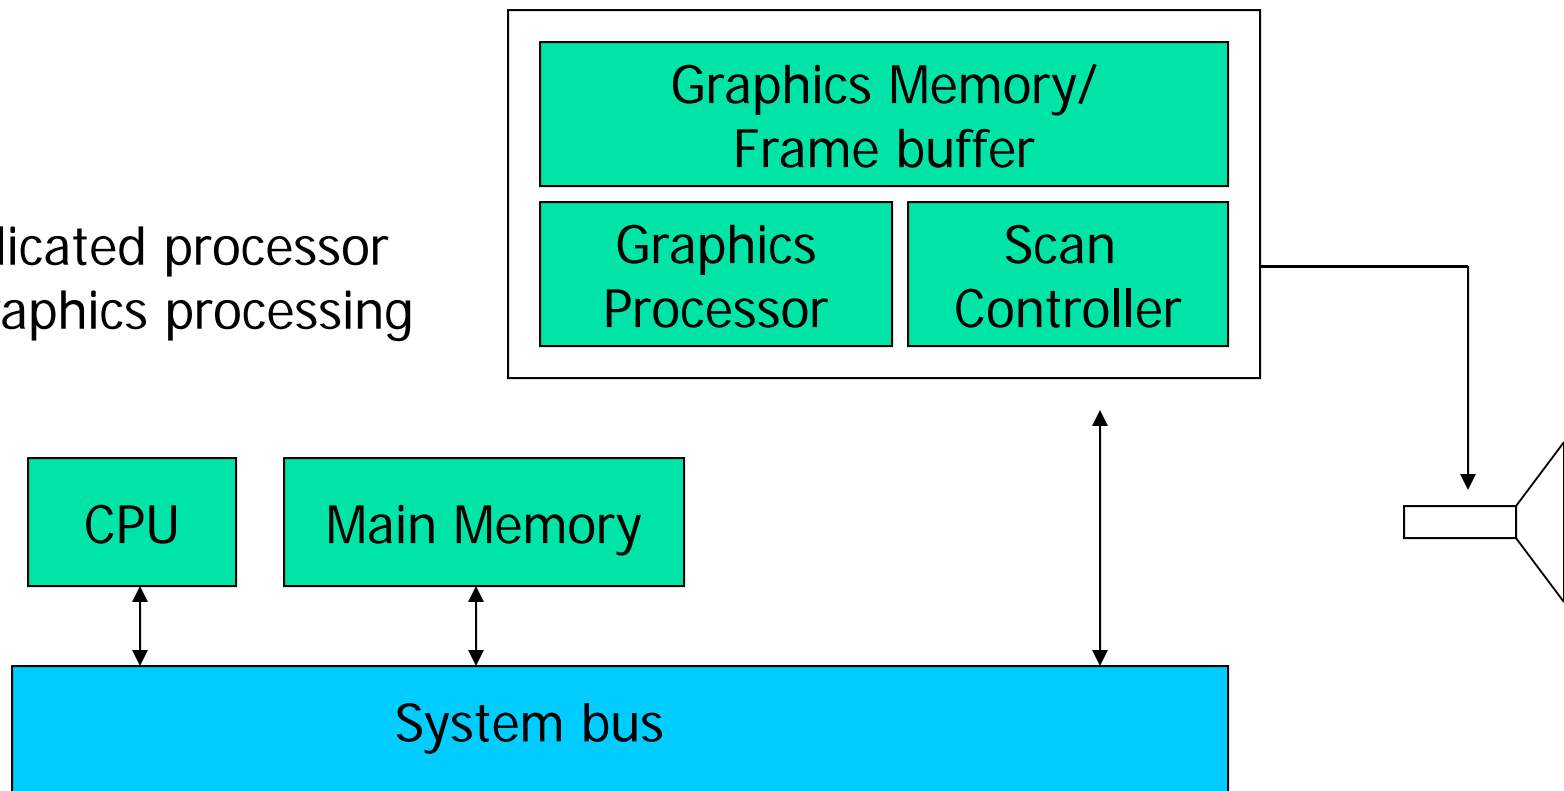 Graphics Memory/
Frame buffer
licated processor
aphics processing
Graphics
Processor
Scan
Controller
CPU
Main Memory
System bus